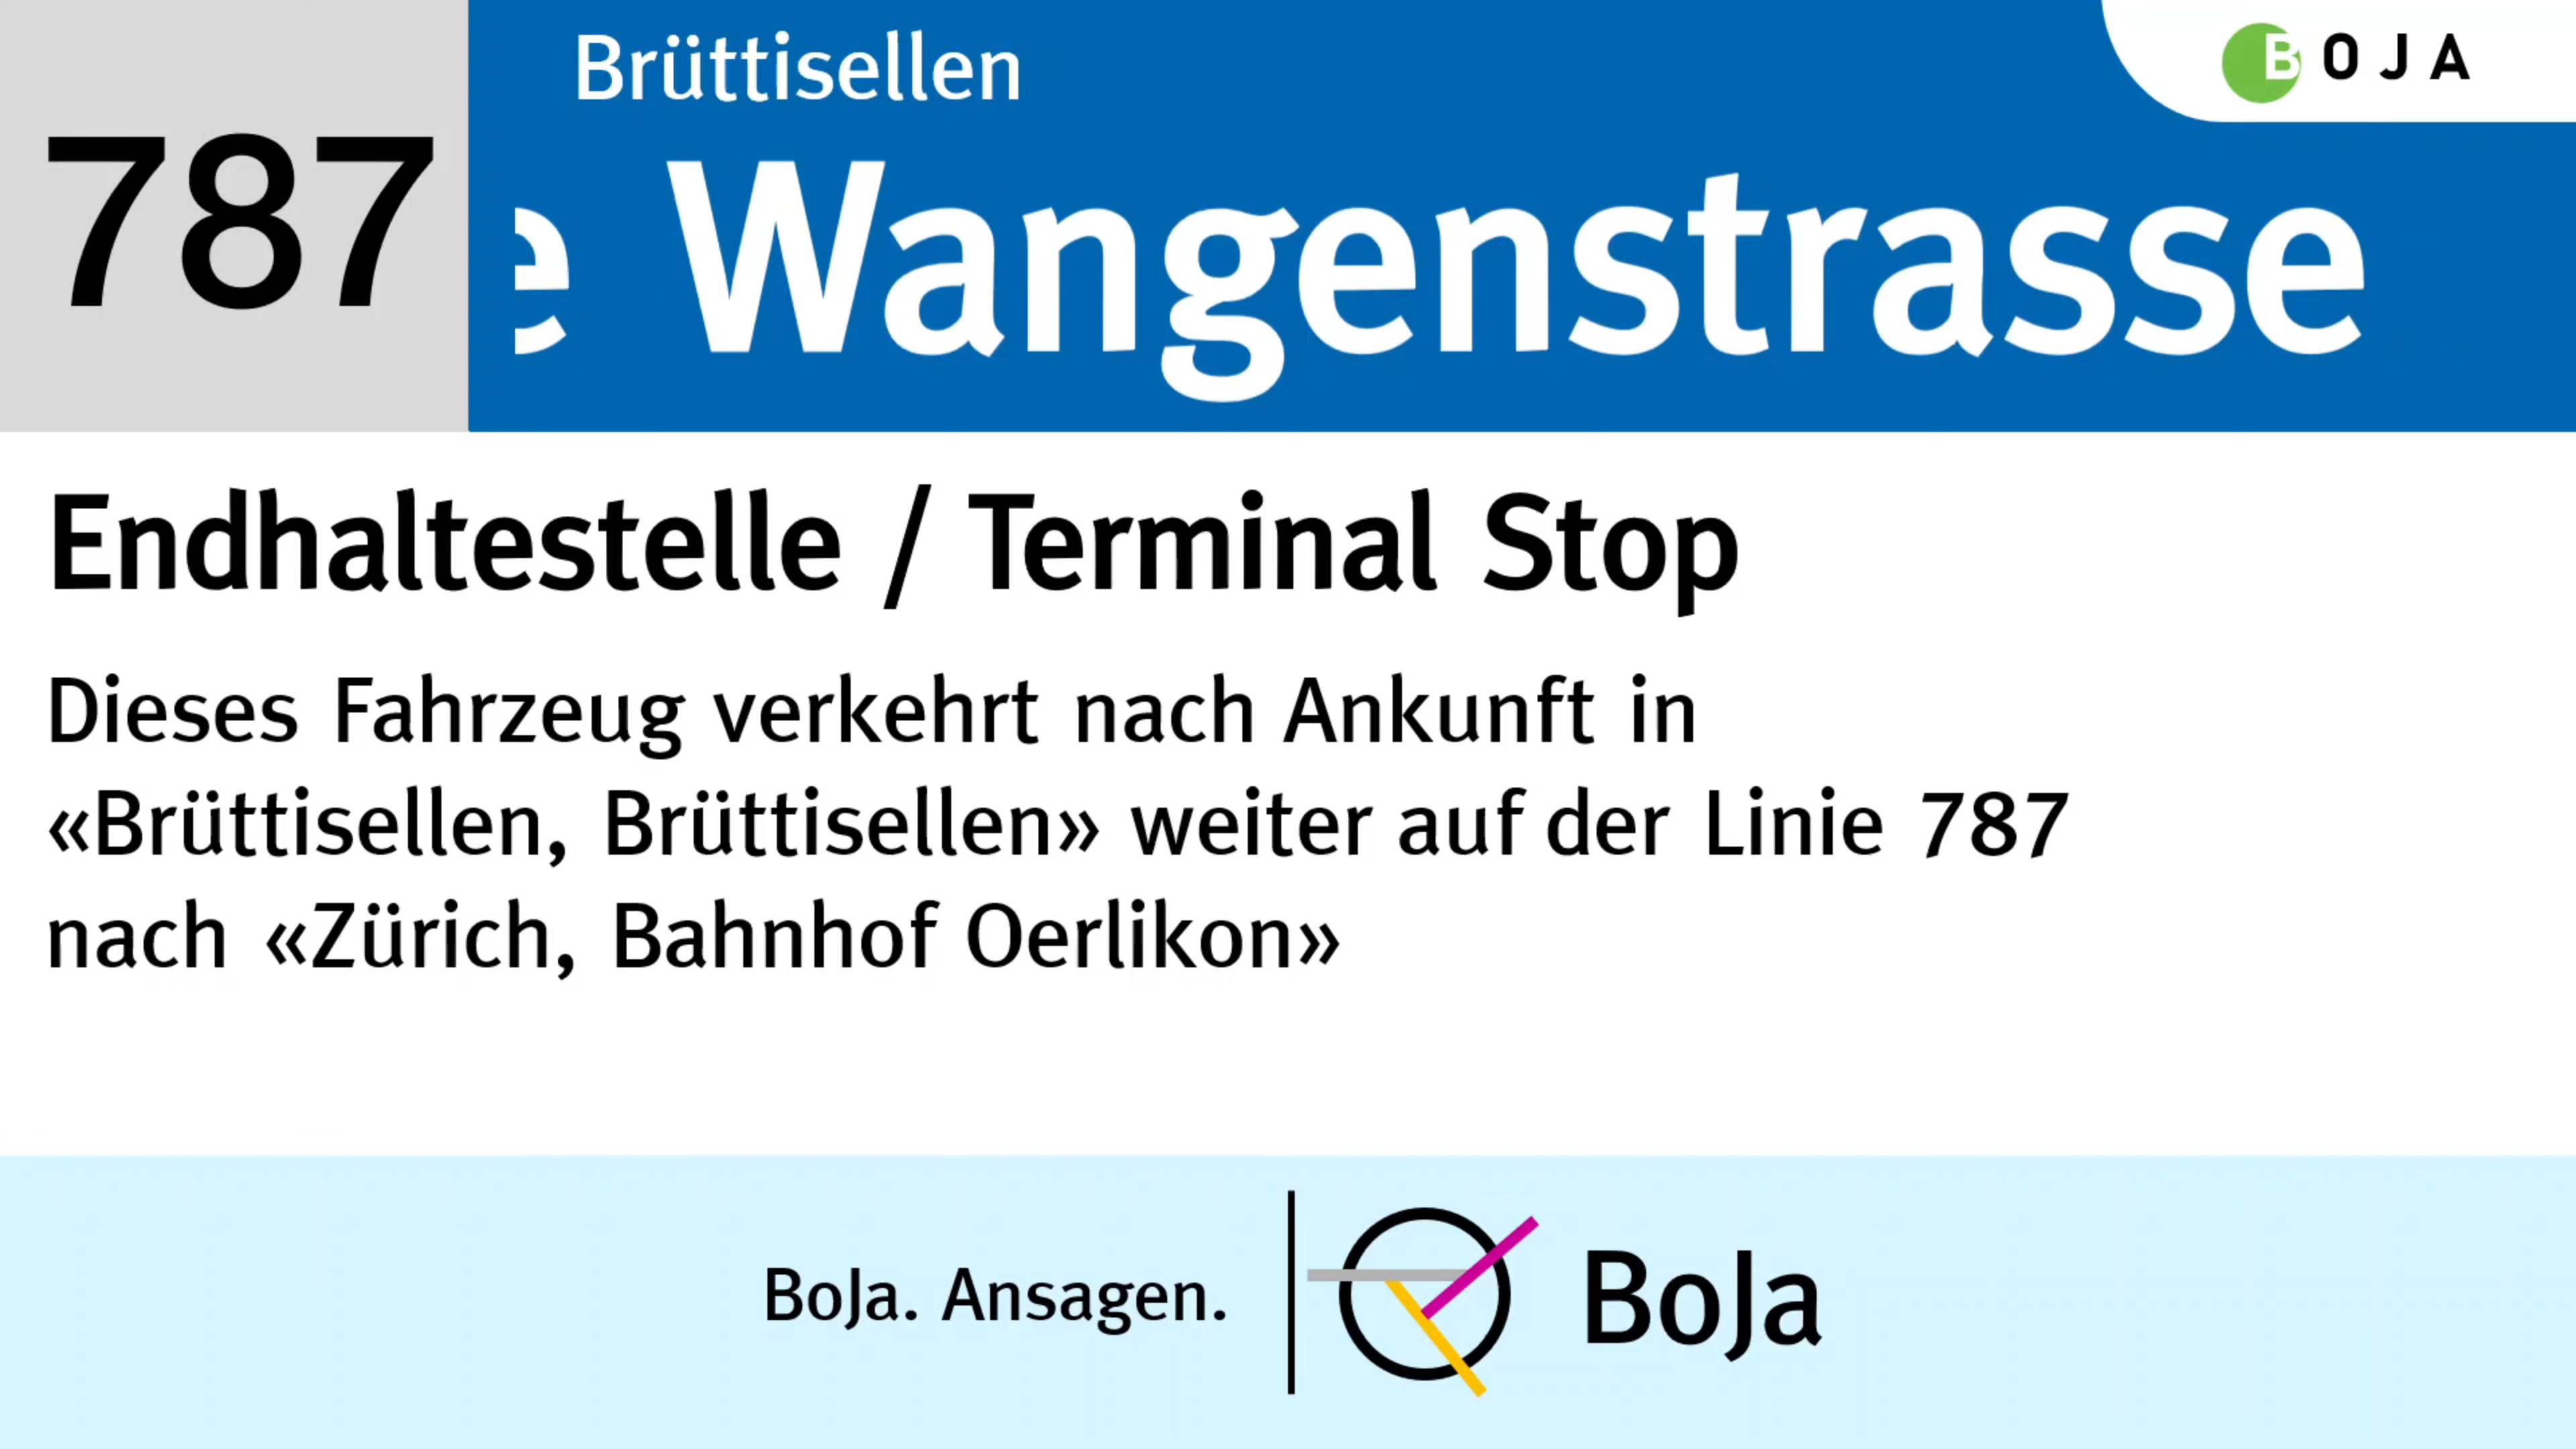 787
Brüttisellen
BOJA
e Wangenstrasse
Endhaltestelle / Terminal Stop
Dieses Fahrzeug verkehrt nach Ankunft in
«Brüttisellen, Brüttisellen» weiter auf der Linie 787
nach «Zürich, Bahnhof Oerlikon»
BoJa. Ansagen.
BoJa